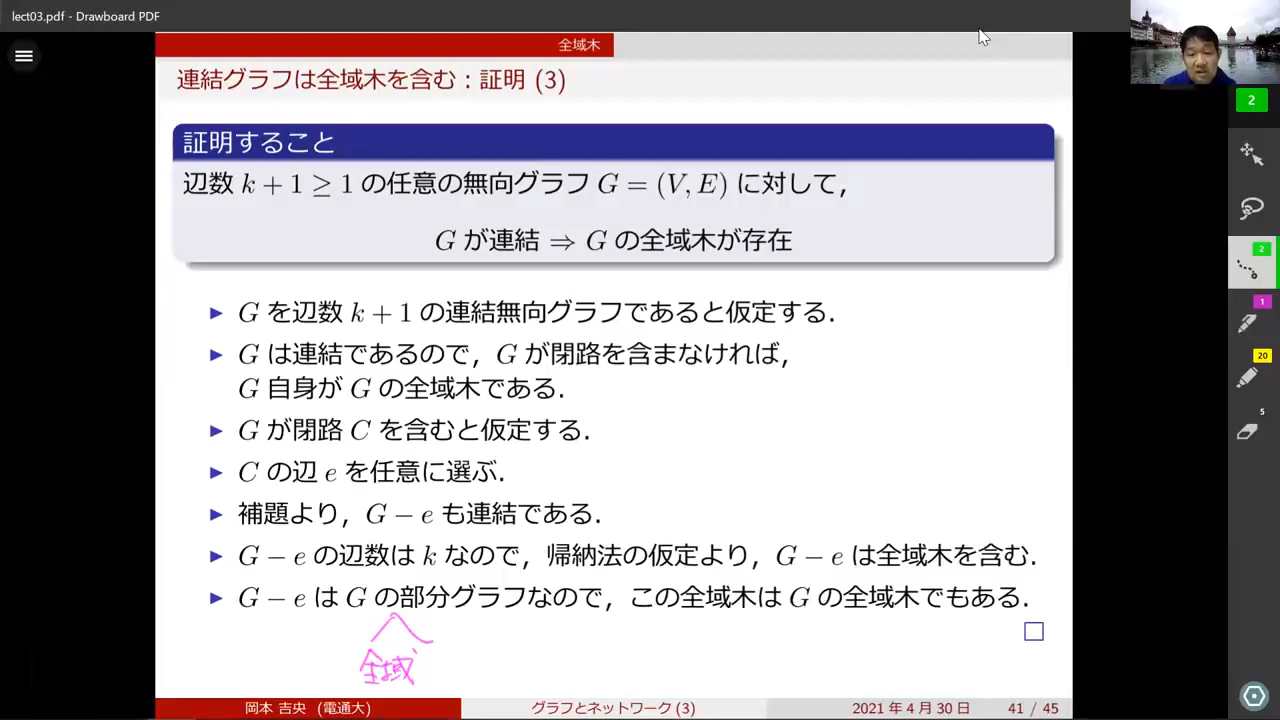 lect03.pdf - Drawboard PDF
全域木
連結グラフは全域木を含む：証明 (3)
証明すること
辺数 k + 1 ≥ 1 の任意の無向グラフ G = (V, E) に対して，
G が連結 ⇒ G の全域木が存在
▶ G を辺数 k + 1 の連結無向グラフであると仮定する．
▶ G は連結であるので，G が閉路を含まなければ，
G 自身が G の全域木である．
▶ G が閉路 C を含むと仮定する．
▶ C の辺 e を任意に選ぶ．
▶ 補題より，G − e も連結である．
▶ G − e の辺数は k なので，帰納法の仮定より，G − e は全域木を含む．
▶ G − e は G の部分グラフなので，この全域木は G の全域木でもある．
□
全域
岡本 吉央 (電通大)
グラフとネットワーク (3)
2021 年 4 月 30 日
41 / 45
2
2
1
20
5